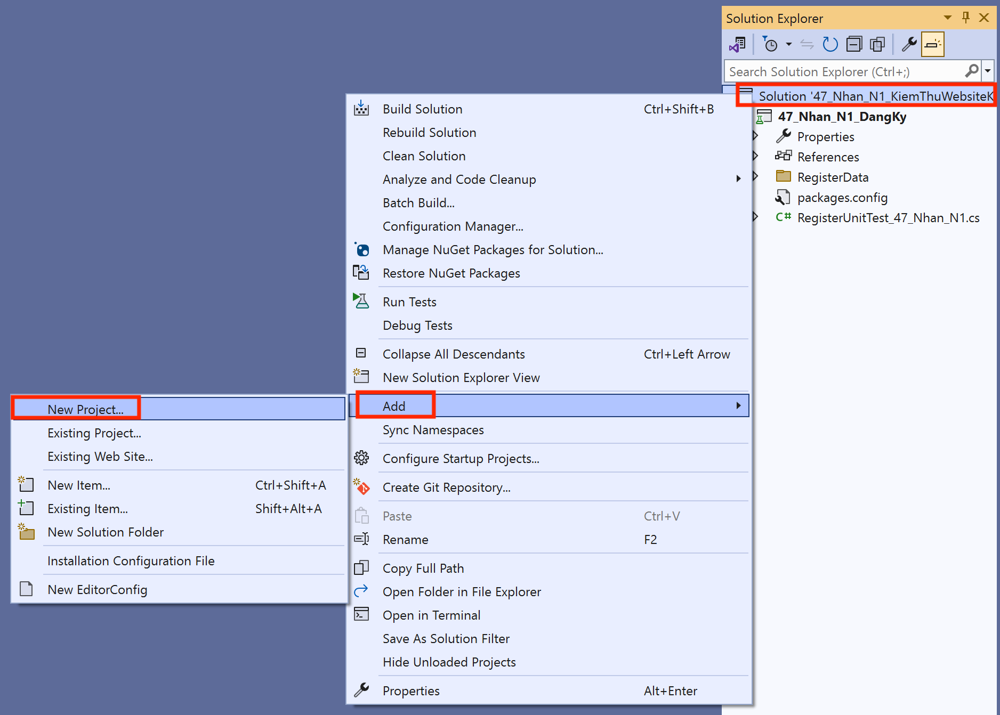 Solution Explorer
Search Solution Explorer (Ctrl+;)
Solution '47_Nhan_N1_KiemThuWebsiteK
47_Nhan_N1_DangKy
Properties
References
RegisterData
packages.config
C# RegisterUnitTest_47_Nhan_N1.cs
Build Solution Ctrl+Shift+B
Rebuild Solution
Clean Solution
Analyze and Code Cleanup
Batch Build...
Configuration Manager...
Manage NuGet Packages for Solution...
Restore NuGet Packages
Run Tests
Debug Tests
Collapse All Descendants Ctrl+Left Arrow
New Solution Explorer View
Add
Sync Namespaces
Configure Startup Projects...
Create Git Repository...
Paste Ctrl+V
Rename F2
Copy Full Path
Open Folder in File Explorer
Open in Terminal
Save As Solution Filter
Hide Unloaded Projects
Properties Alt+Enter
New Project...
Existing Project...
Existing Web Site...
New Item... Ctrl+Shift+A
Existing Item... Shift+Alt+A
New Solution Folder
Installation Configuration File
New EditorConfig